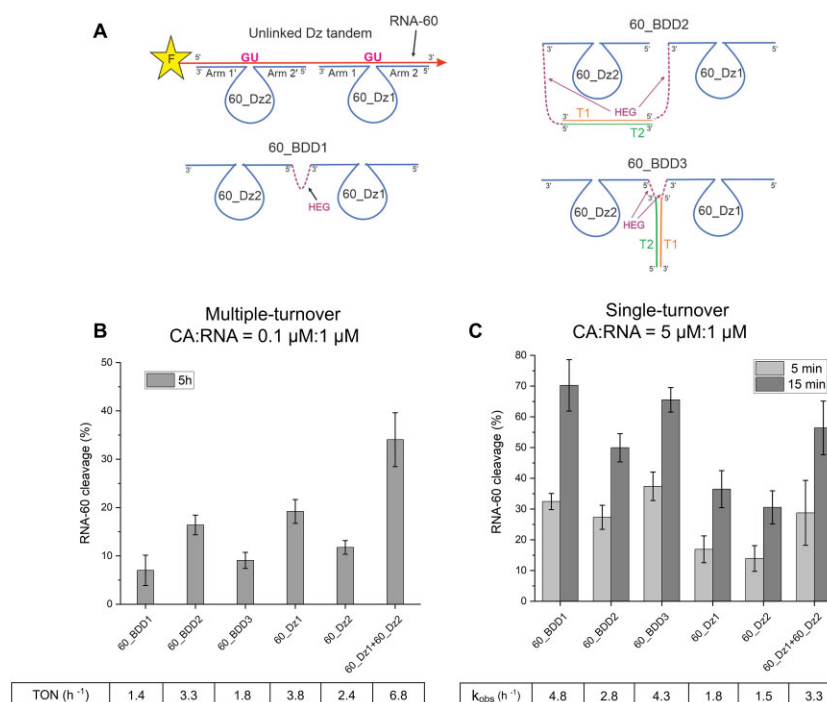 A
Unlinked Dz tandem
RNA-60
F
5'
GU
GU
3'
3'
Arm 1'
Arm 2'
5'
3'
Arm 1
Arm 2
5'
60_Dz2
60_Dz1
60_BDD1
3'
5'
3'
5'
60_Dz2
60_Dz1
HEG
60_BDD2
3'
5'
3'
5'
60_Dz2
60_Dz1
HEG
3'
T1
5'
5'
T2
3'
60_BDD3
3'
5'
3'
5'
60_Dz2
60_Dz1
HEG
3'
5'
T2
T1
5'
3'
B
Multiple-turnover
CA:RNA = 0.1 µM:1 µM
5h
RNA-60 cleavage (%)
50
40
30
20
10
0
60_BDD1
60_BDD2
60_BDD3
60_Dz1
60_Dz2
60_Dz1+60_Dz2
TON (h⁻¹) 1.4 3.3 1.8 3.8 2.4 6.8
C
Single-turnover
CA:RNA = 5 µM:1 µM
5 min
15 min
RNA-60 cleavage (%)
80
70
60
50
40
30
20
10
0
60_BDD1
60_BDD2
60_BDD3
60_Dz1
60_Dz2
60_Dz1+60_Dz2
kobs (h⁻¹) 4.8 2.8 4.3 1.8 1.5 3.3